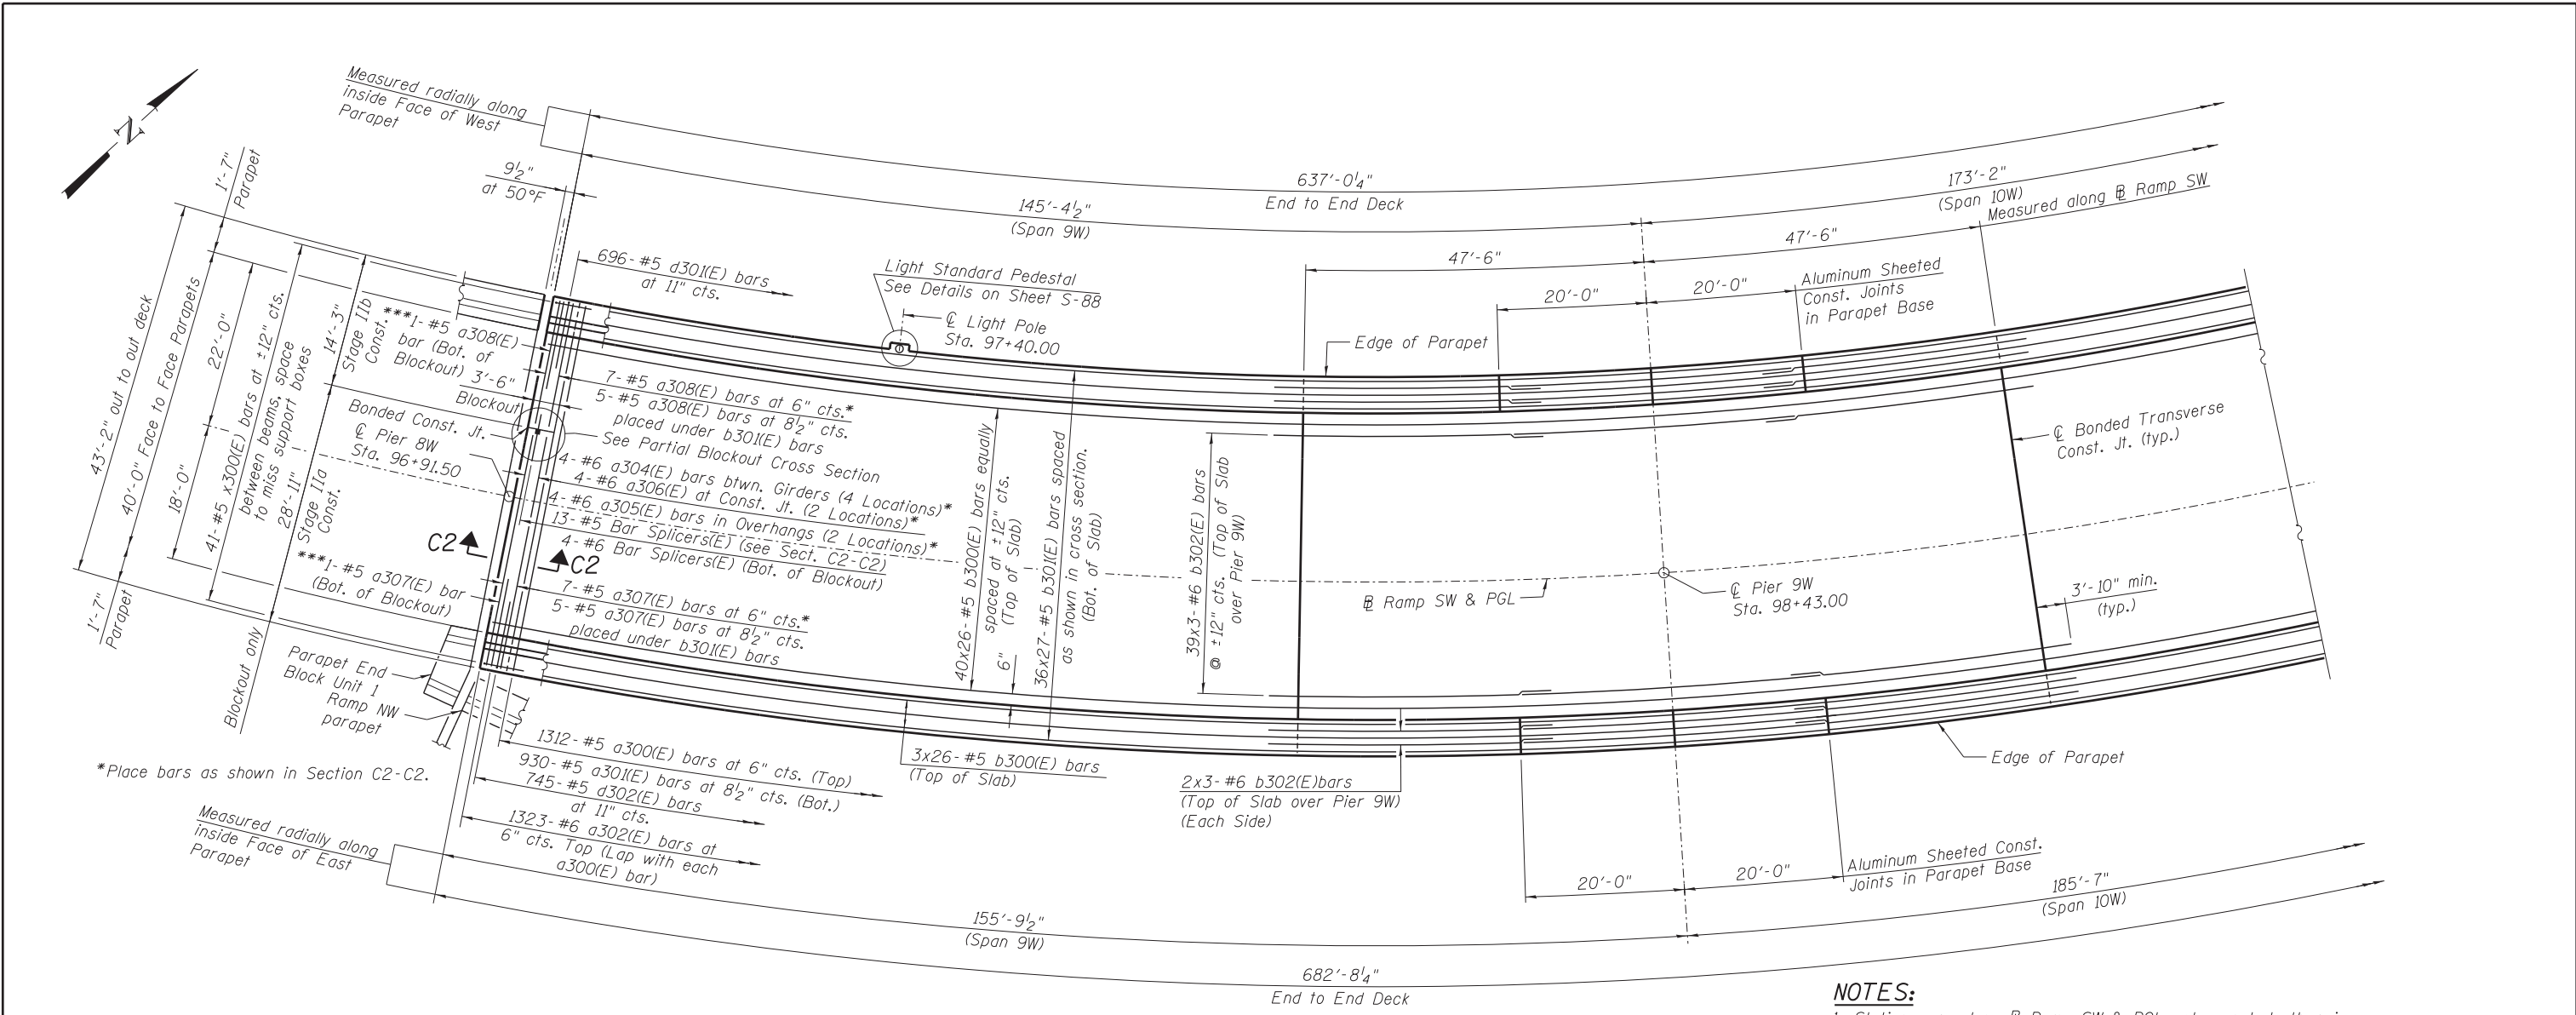 Measured radially along
inside Face of West
Parapet
N
9½"
at 50°F
637'-0¼"
End to End Deck
145'-4½"
(Span 9W)
173'-2"
(Span 10W)
Measured along ℄ Ramp SW
47'-6"
47'-6"
20'-0"
20'-0"
Aluminum Sheeted
Const. Joints
in Parapet Base
696-#5 d301(E) bars
at 11" cts.
Light Standard Pedestal
See Details on Sheet S-88
℄ Light Pole
Sta. 97+40.00
Edge of Parapet
1'-7"
Parapet
43'-2" out to out deck
40'-0" Face to Face Parapets
22'-0"
18'-0"
41-#5 x300(E) bars at ±12" cts.
between beams, space
to miss support boxes
14'-3"
Stage IIb
Const.
28'-11"
Stage IIa
Const.
1'-7"
Parapet
Blockout only
***1-#5 a308(E)
bar (Bot. of
Blockout)
3'-6"
Blockout
Bonded Const. Jt.
℄ Pier 8W
Sta. 96+91.50
C2
C2
***1-#5 a307(E) bar
(Bot. of Blockout)
7-#5 a308(E) bars at 6" cts.*
5-#5 a308(E) bars at 8½" cts.
placed under b301(E) bars
See Partial Blockout Cross Section
4-#6 a304(E) bars btwn. Girders (4 Locations)*
4-#6 a306(E) at Const. Jt. (2 Locations)*
4-#6 a305(E) bars in Overhangs (2 Locations)*
13-#5 Bar Splicers(E) (see Sect. C2-C2)
4-#6 Bar Splicers(E) (Bot. of Blockout)
7-#5 a307(E) bars at 6" cts.*
5-#5 a307(E) bars at 8½" cts.
placed under b301(E) bars
40x26-#5 b300(E) bars equally
spaced at ±12" cts.
(Top of Slab)
6"
36x27-#5 b301(E) bars spaced
as shown in cross section.
(Bot. of Slab)
39x3-#6 b302(E) bars
@ ±12" cts. (Top of Slab
over Pier 9W)
℄ Bonded Transverse
Const. Jt. (typ.)
℄ Ramp SW & PGL
℄ Pier 9W
Sta. 98+43.00
3'-10" min.
(typ.)
Parapet End
Block Unit 1
Ramp NW
parapet
*Place bars as shown in Section C2-C2.
1312-#5 a300(E) bars at 6" cts. (Top)
930-#5 a301(E) bars at 8½" cts. (Bot.)
745-#5 d302(E) bars
at 11" cts.
1323-#6 a302(E) bars at
6" cts. Top (Lap with each
a300(E) bar)
3x26-#5 b300(E) bars
(Top of Slab)
2x3-#6 b302(E)bars
(Top of Slab over Pier 9W)
(Each Side)
Edge of Parapet
Measured radially along
inside Face of East
Parapet
20'-0"
20'-0"
Aluminum Sheeted Const.
Joints in Parapet Base
155'-9½"
(Span 9W)
185'-7"
(Span 10W)
682'-8¼"
End to End Deck
NOTES: